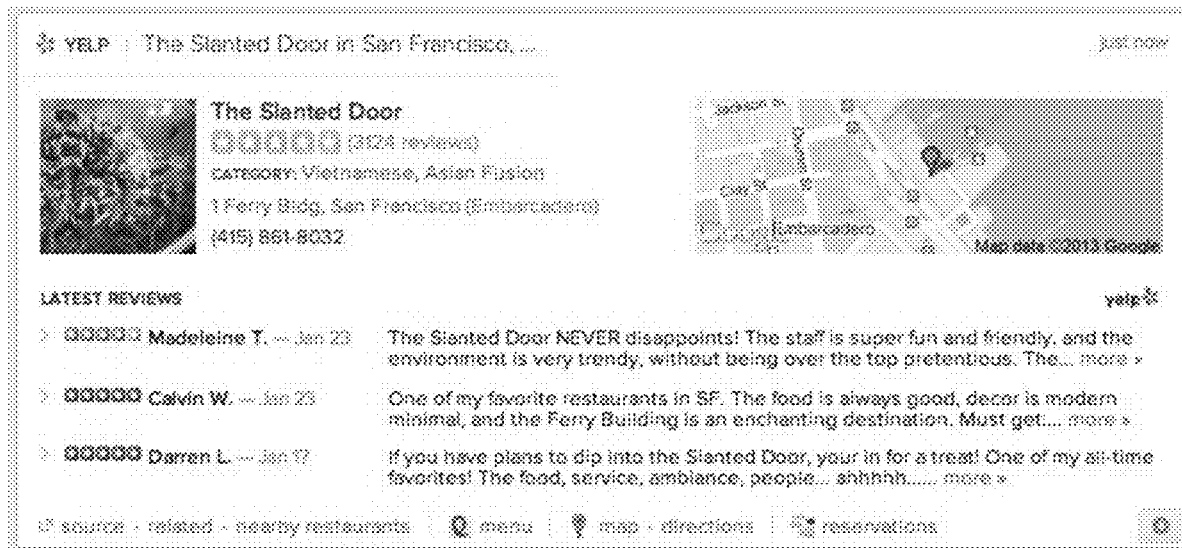 YELP The Slanted Door in San Francisco, ...
just now
The Slanted Door
(3124 reviews)
CATEGORY: Vietnamese, Asian Fusion
1 Ferry Bldg, San Francisco (Embarcadero)
(415) 861-8032
Jackson St
Clay St
Embarcadero
Map data ©2013 Google
LATEST REVIEWS
yelp
Madeleine T. — Jan 23
The Slanted Door NEVER disappoints! The staff is super fun and friendly, and the
environment is very trendy, without being over the top pretentious. The... more »
Calvin W. — Jan 23
One of my favorite restaurants in SF. The food is always good, decor is modern
minimal, and the Ferry Building is an enchanting destination. Must get:... more »
Darren L. — Jan 17
If you have plans to dip into the Slanted Door, your in for a treat! One of my all-time
favorites! The food, service, ambiance, people... ahhhhh...... more »
source - related - nearby restaurants menu map - directions reservations